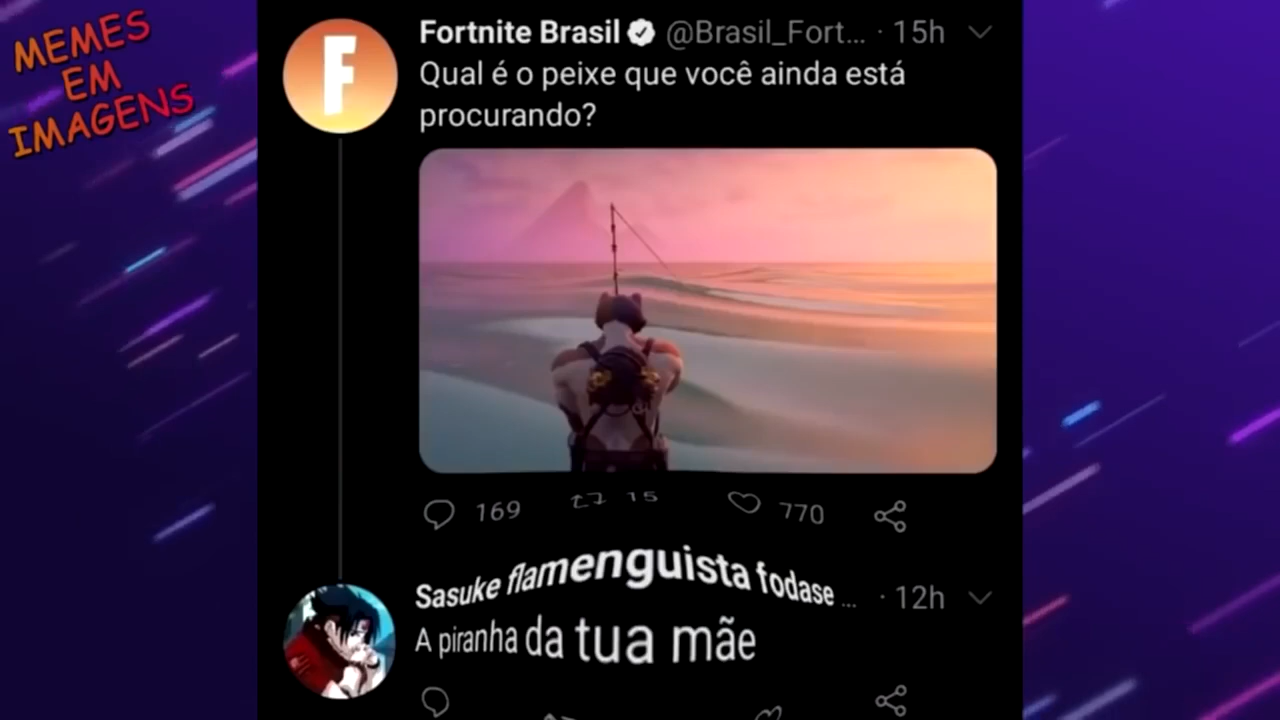 MEMES
EM
IMAGENS
F
Fortnite Brasil @Brasil_Fort... · 15h
Qual é o peixe que você ainda está
procurando?
169 15 770
Sasuke flamenguista fodase ... · 12h
A piranha da tua mãe